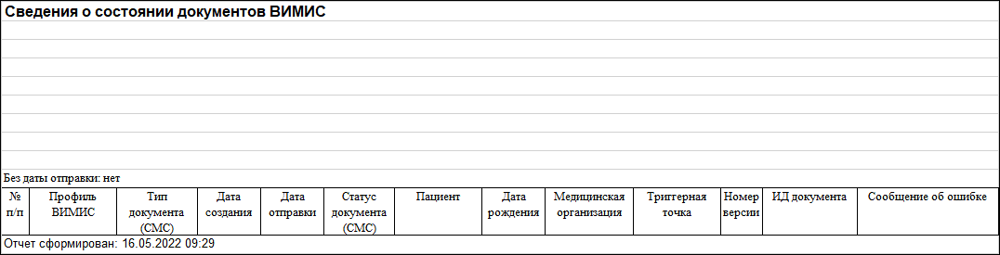 Сведения о состоянии документов ВИМИС
Без даты отправки: нет
№ п/п
Профиль ВИМИС
Тип документа (СМС)
Дата создания
Дата отправки
Статус документа (СМС)
Пациент
Дата рождения
Медицинская организация
Триггерная точка
Номер версии
ИД документа
Сообщение об ошибке
Отчет сформирован: 16.05.2022 09:29